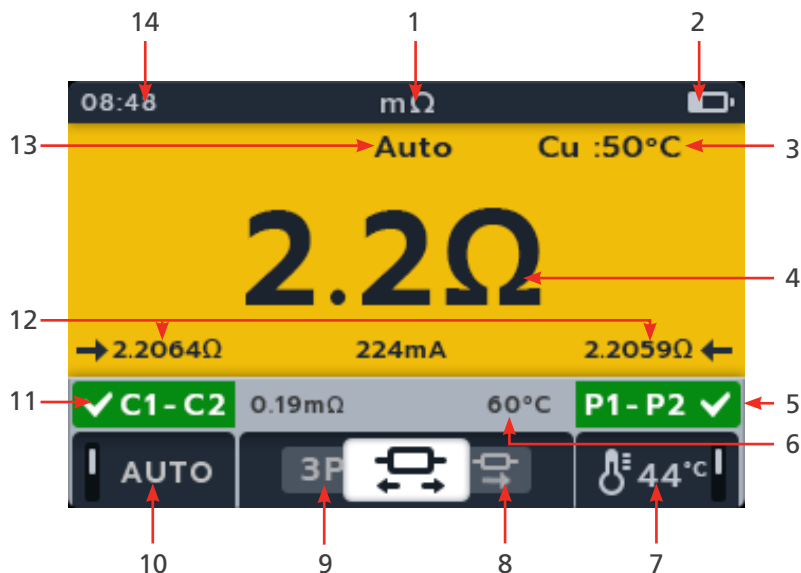 14 1 2
08:48 mΩ
13 Auto Cu :50°C 3
2.2Ω 4
12
→2.2064Ω 224mA 2.2059Ω←
11 ✓C1-C2 0.19mΩ 60°C P1-P2 ✓ 5
6
AUTO 3P 44°C
10 9 8 7